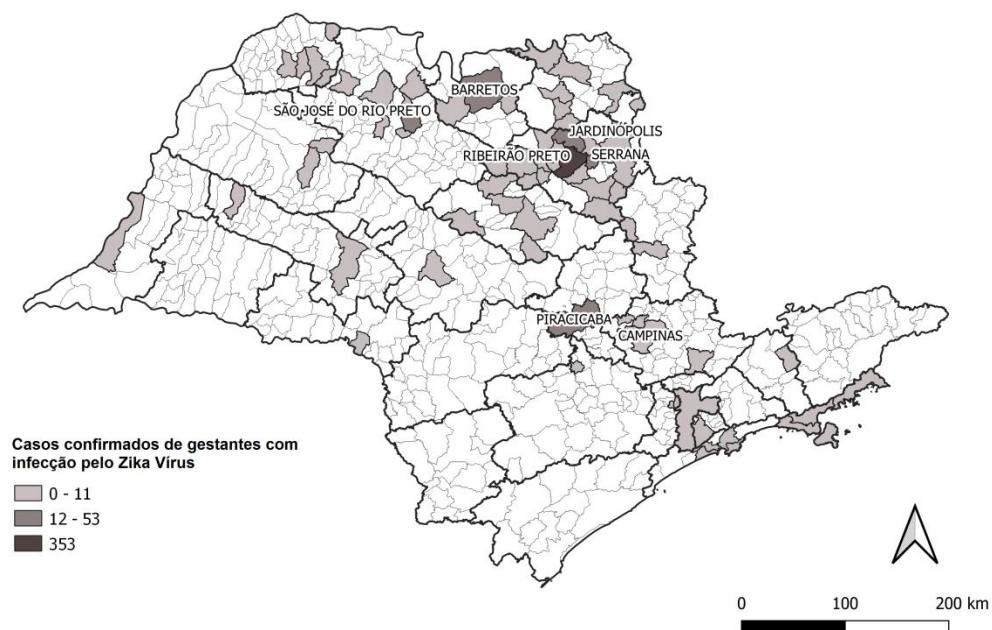 BARRETOS
SÃO JOSÉ DO RIO PRETO
JARDINÓPOLIS
RIBEIRÃO PRETO
SERRANA
PIRACICABA
CAMPINAS
Casos confirmados de gestantes com
infecção pelo Zika Vírus
0 - 11
12 - 53
353
0 100 200 km